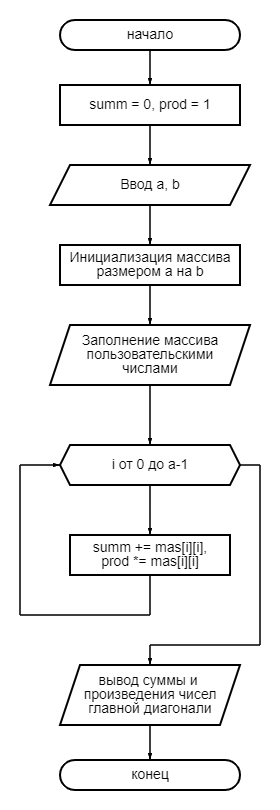 начало
summ = 0, prod = 1
Ввод a, b
Инициализация массива
размером a на b
Заполнение массива
пользовательскими
числами
i от 0 до a-1
summ += mas[i][i],
prod *= mas[i][i]
вывод суммы и
произведения чисел
главной диагонали
конец